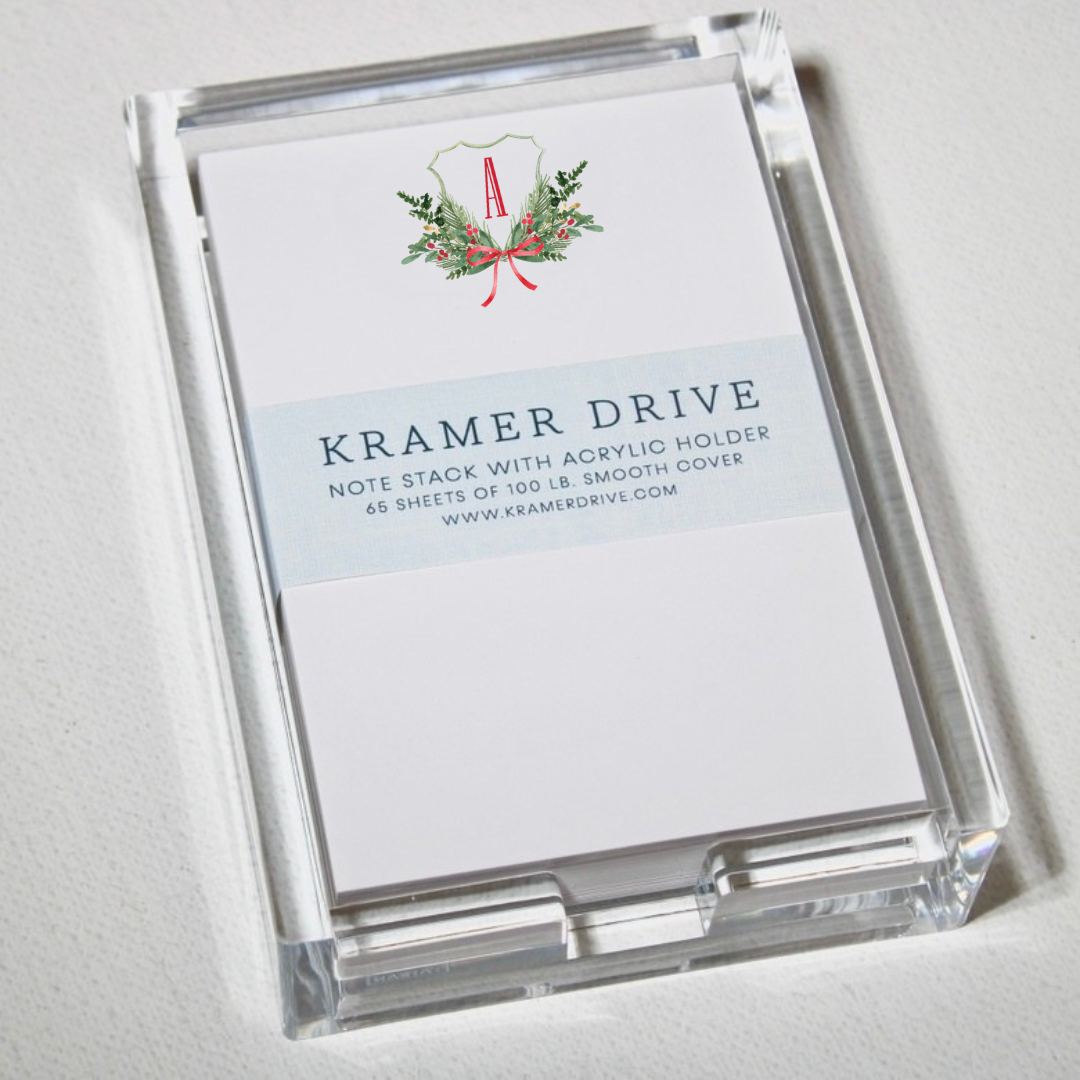 A
KRAMER DRIVE
NOTE STACK WITH ACRYLIC HOLDER
65 SHEETS OF 100 LB. SMOOTH COVER
WWW.KRAMERDRIVE.COM